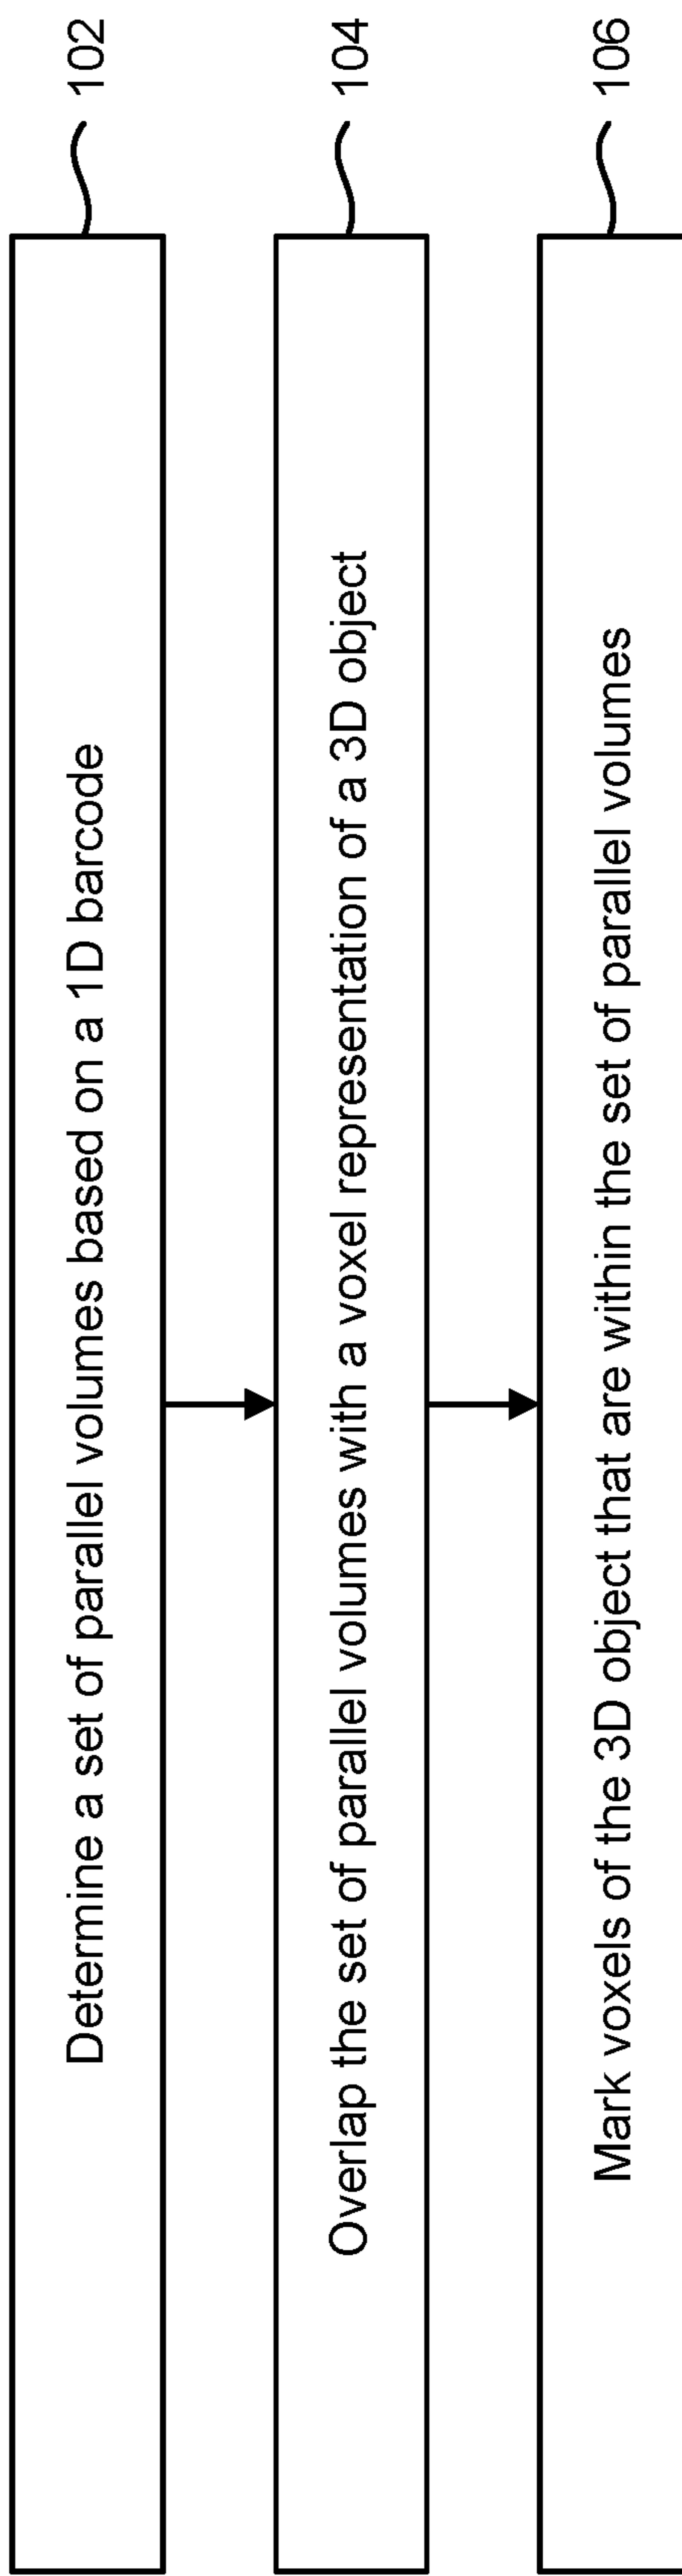 Determine a set of parallel volumes based on a 1D barcode
102
Overlap the set of parallel volumes with a voxel representation of a 3D object
104
Mark voxels of the 3D object that are within the set of parallel volumes
106